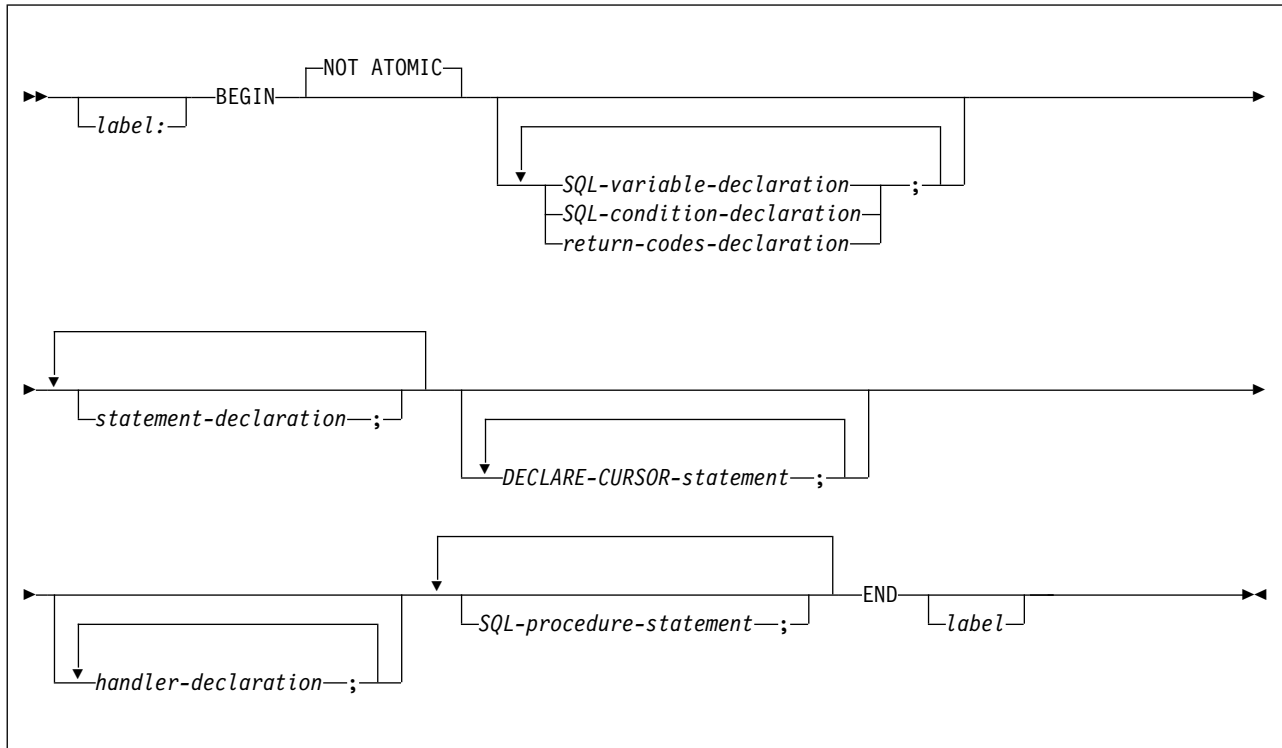 NOT ATOMIC
BEGIN
label:
SQL-variable-declaration ;
SQL-condition-declaration
return-codes-declaration
statement-declaration ;
DECLARE-CURSOR-statement ;
END
SQL-procedure-statement ;
label
handler-declaration ;